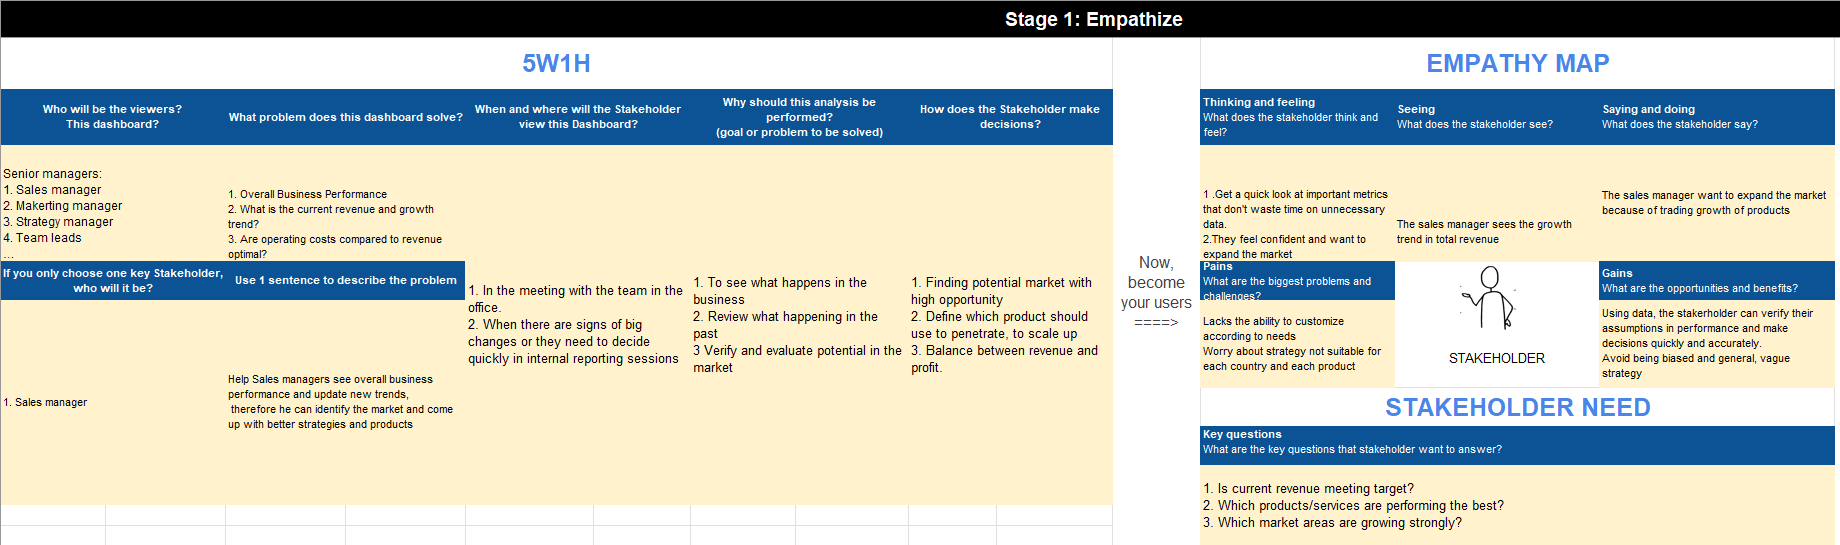 Stage 1: Empathize
5W1H
Who will be the viewers?
This dashboard?
What problem does this dashboard solve?
When and where will the Stakeholder
view this Dashboard?
Why should this analysis be
performed?
(goal or problem to be solved)
How does the Stakeholder make
decisions?
Senior managers:
1. Sales manager
2. Makerting manager
3. Strategy manager
4. Team leads
...
1. Overall Business Performance
2. What is the current revenue and growth
trend?
3. Are operating costs compared to revenue
optimal?
If you only choose one key Stakeholder,
who will it be?
Use 1 sentence to describe the problem
1. Sales manager
Help Sales managers see overall business
performance and update new trends,
therefore he can identify the market and come
up with better strategies and products
1. In the meeting with the team in the
office.
2. When there are signs of big
changes or they need to decide
quickly in internal reporting sessions
1. To see what happens in the
business
2. Review what happening in the
past
3 Verify and evaluate potential in the
market
1. Finding potential market with
high opportunity
2. Define which product should
use to penetrate, to scale up
3. Balance between revenue and
profit.
Now,
become
your users
====>
EMPATHY MAP
Thinking and feeling
What does the stakeholder think and
feel?
Seeing
What does the stakeholder see?
Saying and doing
What does the stakeholder say?
1 .Get a quick look at important metrics
that don't waste time on unnecessary
data.
2.They feel confident and want to
expand the market
The sales manager sees the growth
trend in total revenue
The sales manager want to expand the market
because of trading growth of products
Pains
What are the biggest problems and
challenges?
Lacks the ability to customize
according to needs
Worry about strategy not suitable for
each country and each product
STAKEHOLDER
Gains
What are the opportunities and benefits?
Using data, the stakerholder can verify their
assumptions in performance and make
decisions quickly and accurately.
Avoid being biased and general, vague
strategy
STAKEHOLDER NEED
Key questions
What are the key questions that stakeholder want to answer?
1. Is current revenue meeting target?
2. Which products/services are performing the best?
3. Which market areas are growing strongly?